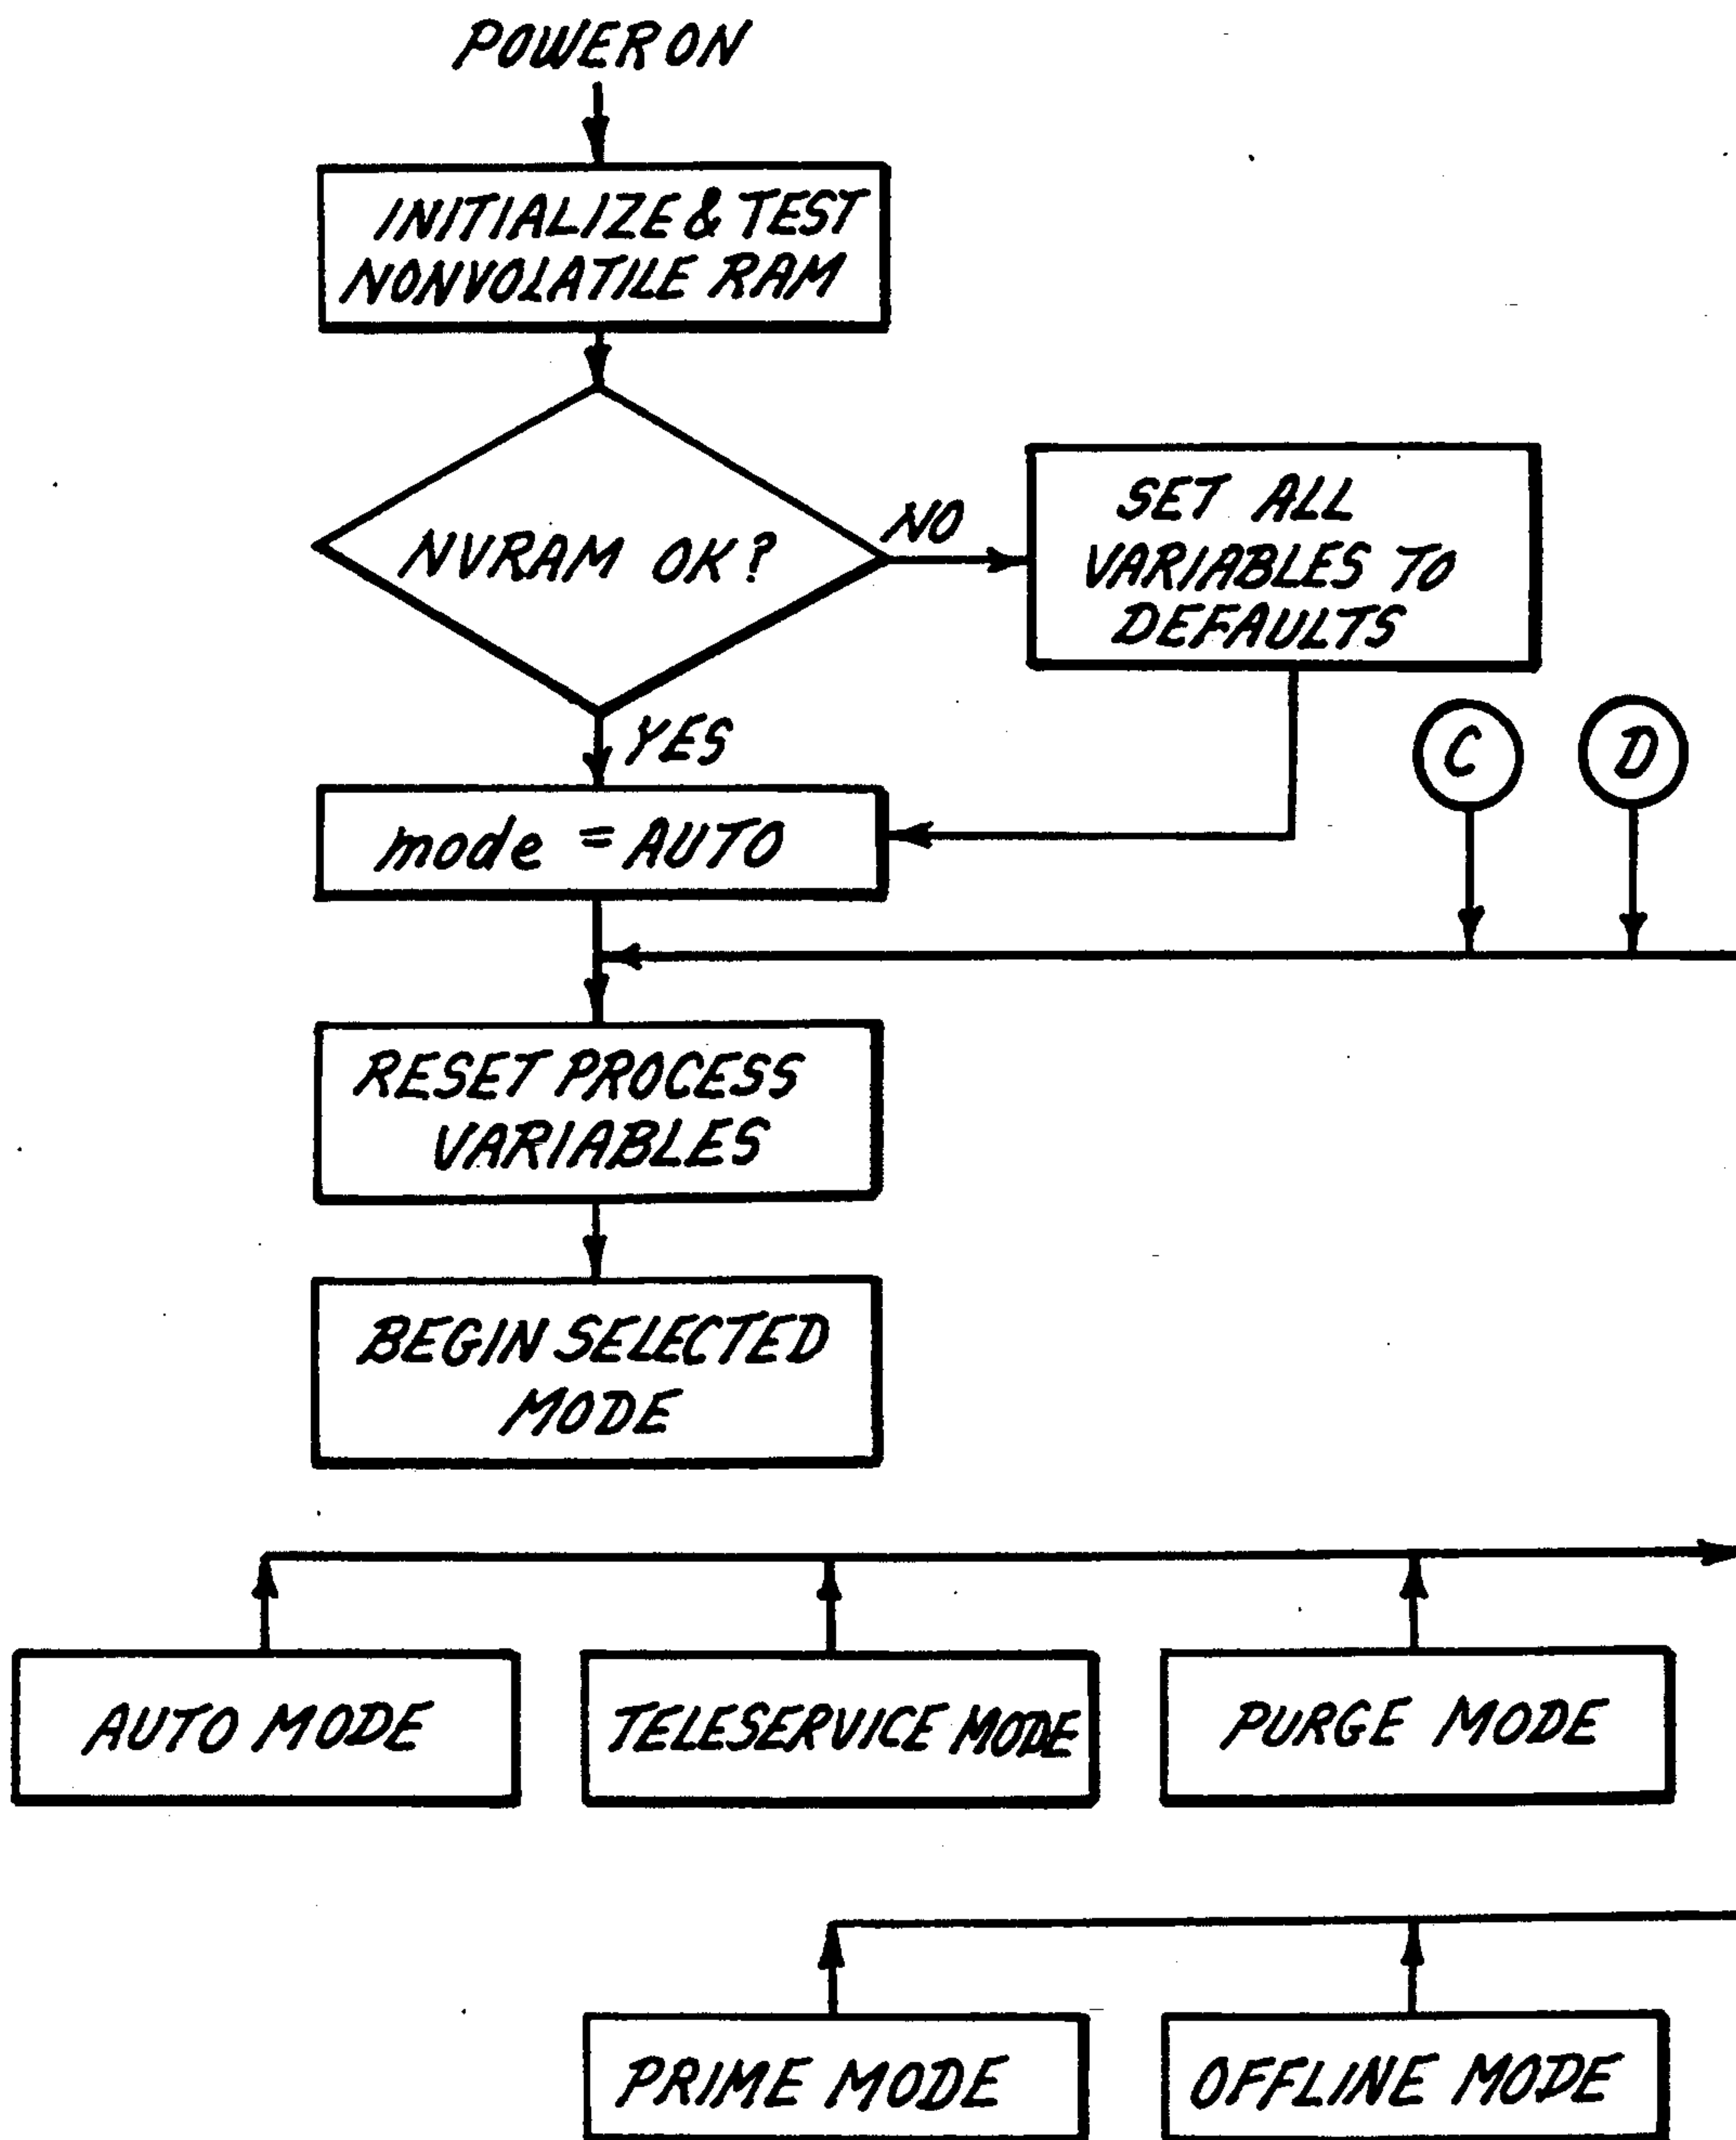 POWER ON
INITIALIZE & TEST
NONVOLATILE RAM
NVRAM OK?
NO
SET ALL
VARIABLES TO
DEFAULTS
YES
C
D
mode = AUTO
RESET PROCESS
VARIABLES
BEGIN SELECTED
MODE
AUTO MODE
TELESERVICE MODE
PURGE MODE
PRIME MODE
OFFLINE MODE